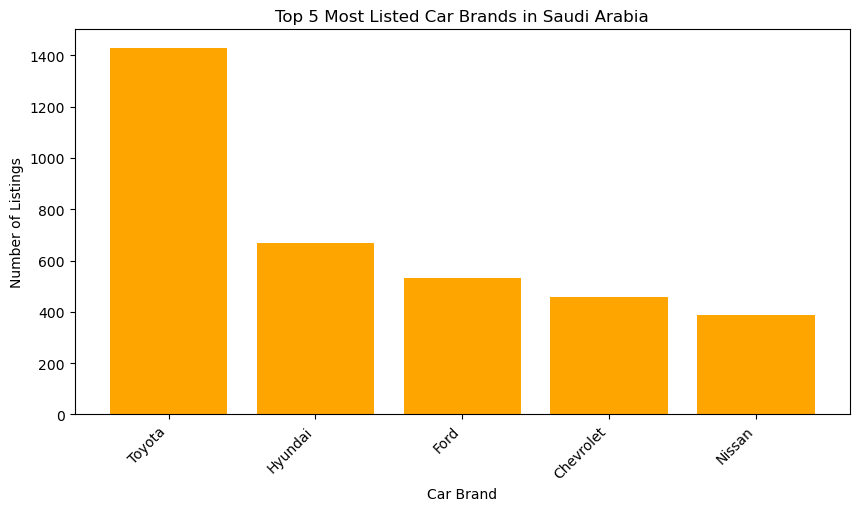 Top 5 Most Listed Car Brands in Saudi Arabia
Number of Listings
1400
1200
1000
800
600
400
200
0
Toyota
Hyundai
Ford
Chevrolet
Nissan
Car Brand